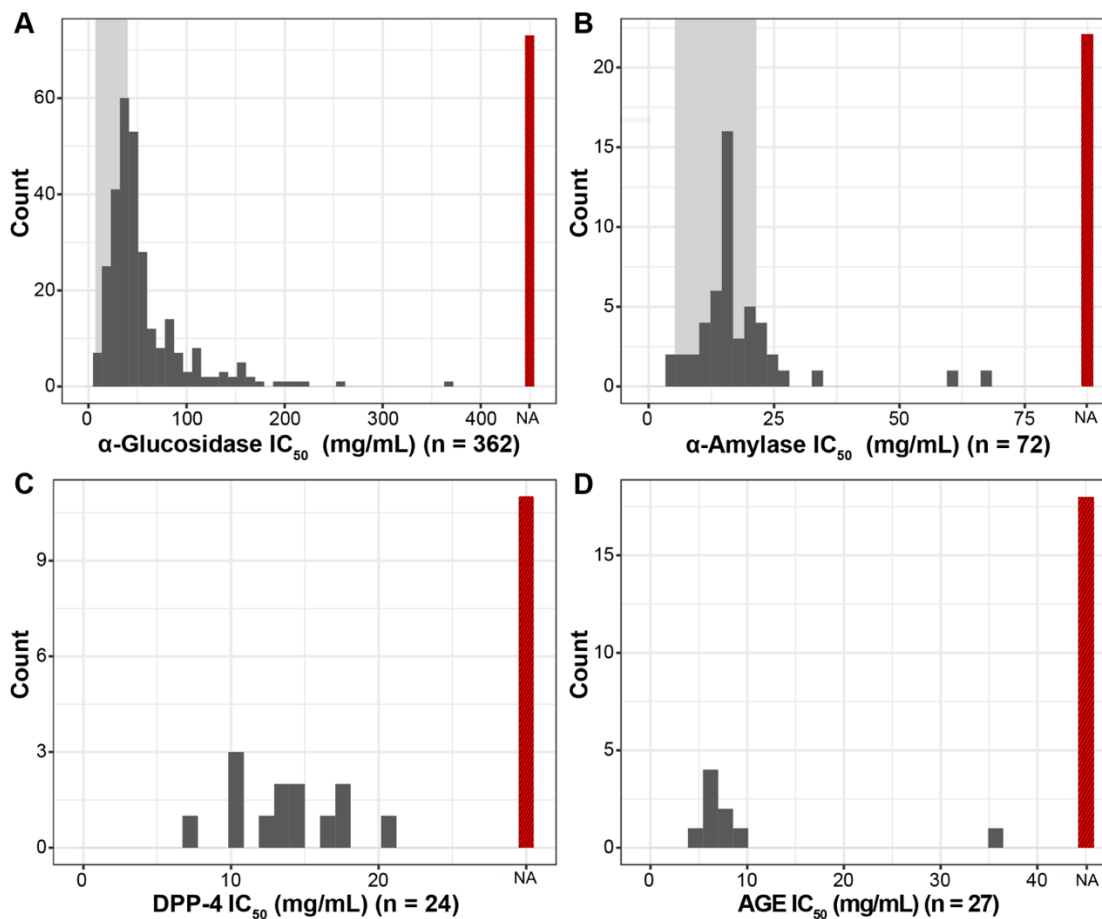 A
Count
60
40
20
0
0 100 200 300 400 NA
α-Glucosidase IC50 (mg/mL) (n = 362)
B
Count
20
15
10
5
0
0 25 50 75 NA
α-Amylase IC50 (mg/mL) (n = 72)
C
Count
9
6
3
0
0 10 20 NA
DPP-4 IC50 (mg/mL) (n = 24)
D
Count
15
10
5
0
0 10 20 30 40 NA
AGE IC50 (mg/mL) (n = 27)